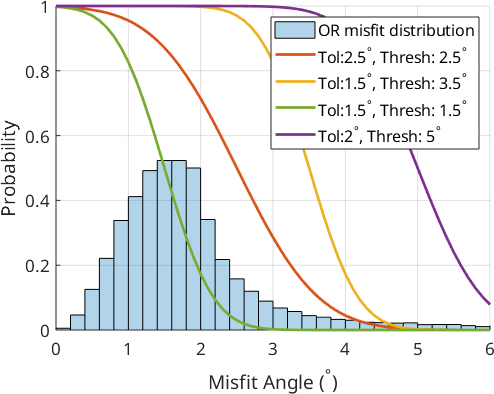 1
0.8
0.6
0.4
0.2
0
Probability
OR misfit distribution
Tol:2.5°, Thresh: 2.5°
Tol:1.5°, Thresh: 3.5°
Tol:1.5°, Thresh: 1.5°
Tol:2°, Thresh: 5°
0 1 2 3 4 5 6
Misfit Angle (°)